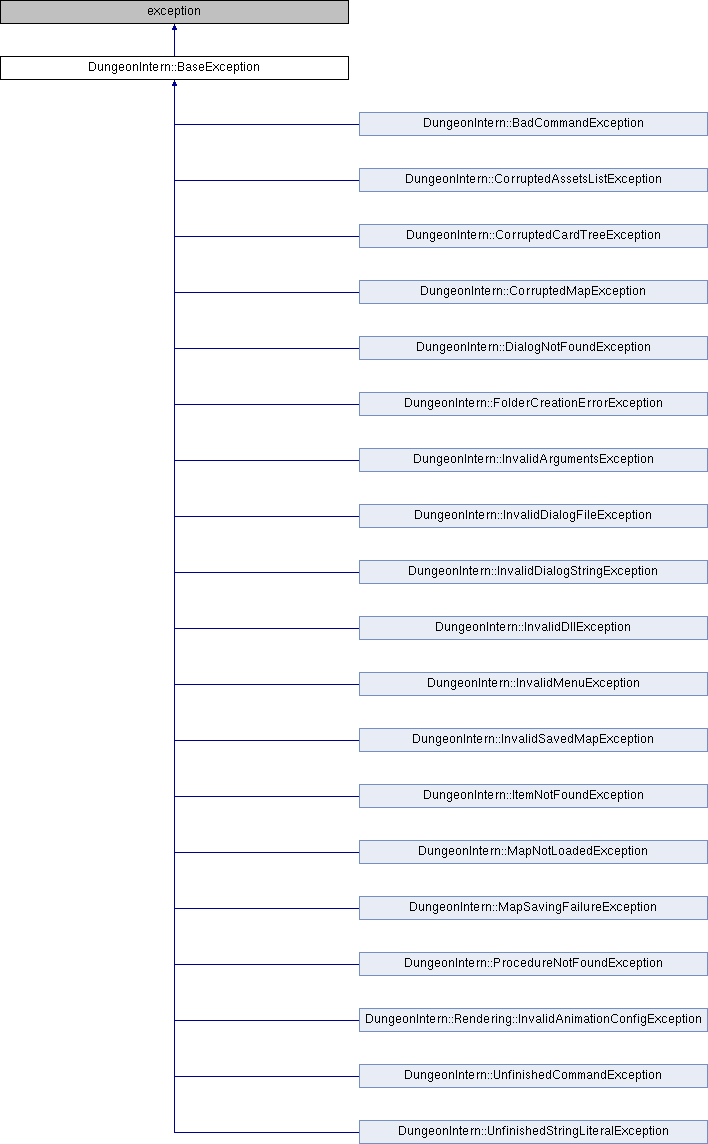 exception
DungeonIntern::BaseException
DungeonIntern::BadCommandException
DungeonIntern::CorruptedAssetsListException
DungeonIntern::CorruptedCardTreeException
DungeonIntern::CorruptedMapException
DungeonIntern::DialogNotFoundException
DungeonIntern::FolderCreationErrorException
DungeonIntern::InvalidArgumentsException
DungeonIntern::InvalidDialogFileException
DungeonIntern::InvalidDialogStringException
DungeonIntern::InvalidDllException
DungeonIntern::InvalidMenuException
DungeonIntern::InvalidSavedMapException
DungeonIntern::ItemNotFoundException
DungeonIntern::MapNotLoadedException
DungeonIntern::MapSavingFailureException
DungeonIntern::ProcedureNotFoundException
DungeonIntern::Rendering::InvalidAnimationConfigException
DungeonIntern::UnfinishedCommandException
DungeonIntern::UnfinishedStringLiteralException